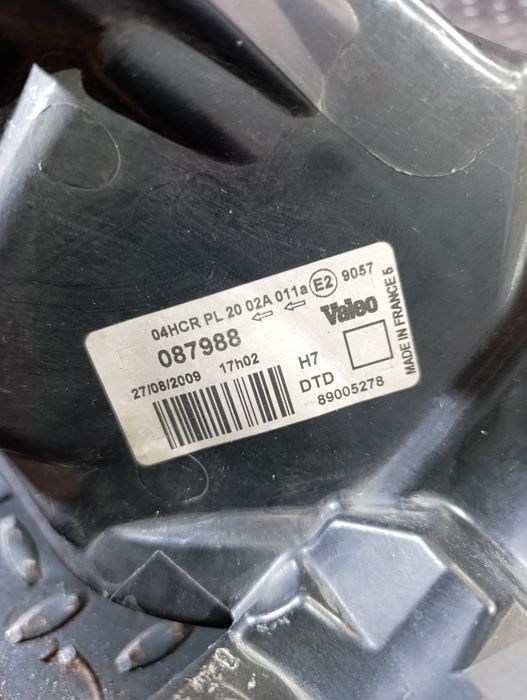 04HCR PL 20 02A 011a E2 9057
087988
Valeo
27/08/2009 17h02
H7
DTD
89005278
MADE IN FRANCE 5